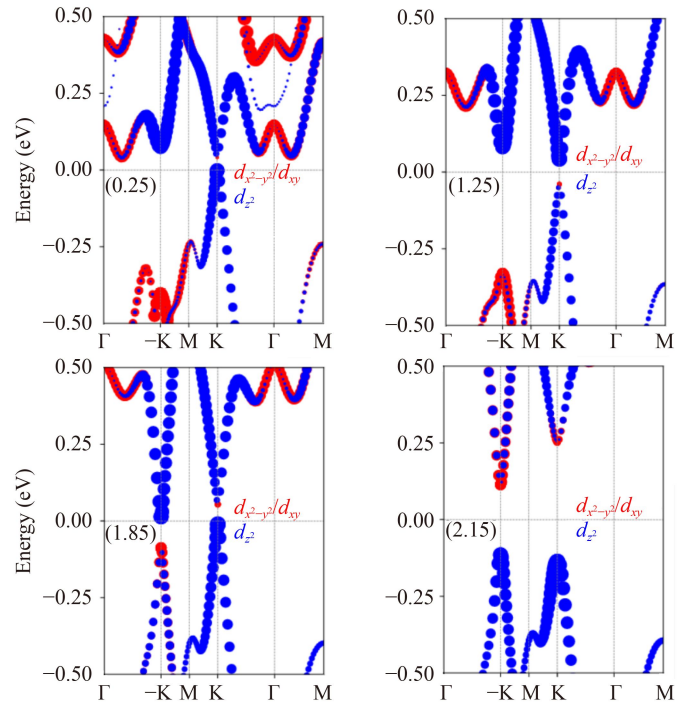 0.50
0.25
0.00
−0.25
−0.50
Energy (eV)
(0.25)
dx²−y²/dxy
dz²
Γ −K M K Γ M
0.50
0.25
0.00
−0.25
−0.50
(1.25)
dx²−y²/dxy
dz²
Γ −K M K Γ M
0.50
0.25
0.00
−0.25
−0.50
Energy (eV)
(1.85)
dx²−y²/dxy
dz²
Γ −K M K Γ M
0.50
0.25
0.00
−0.25
−0.50
(2.15)
dx²−y²/dxy
dz²
Γ −K M K Γ M